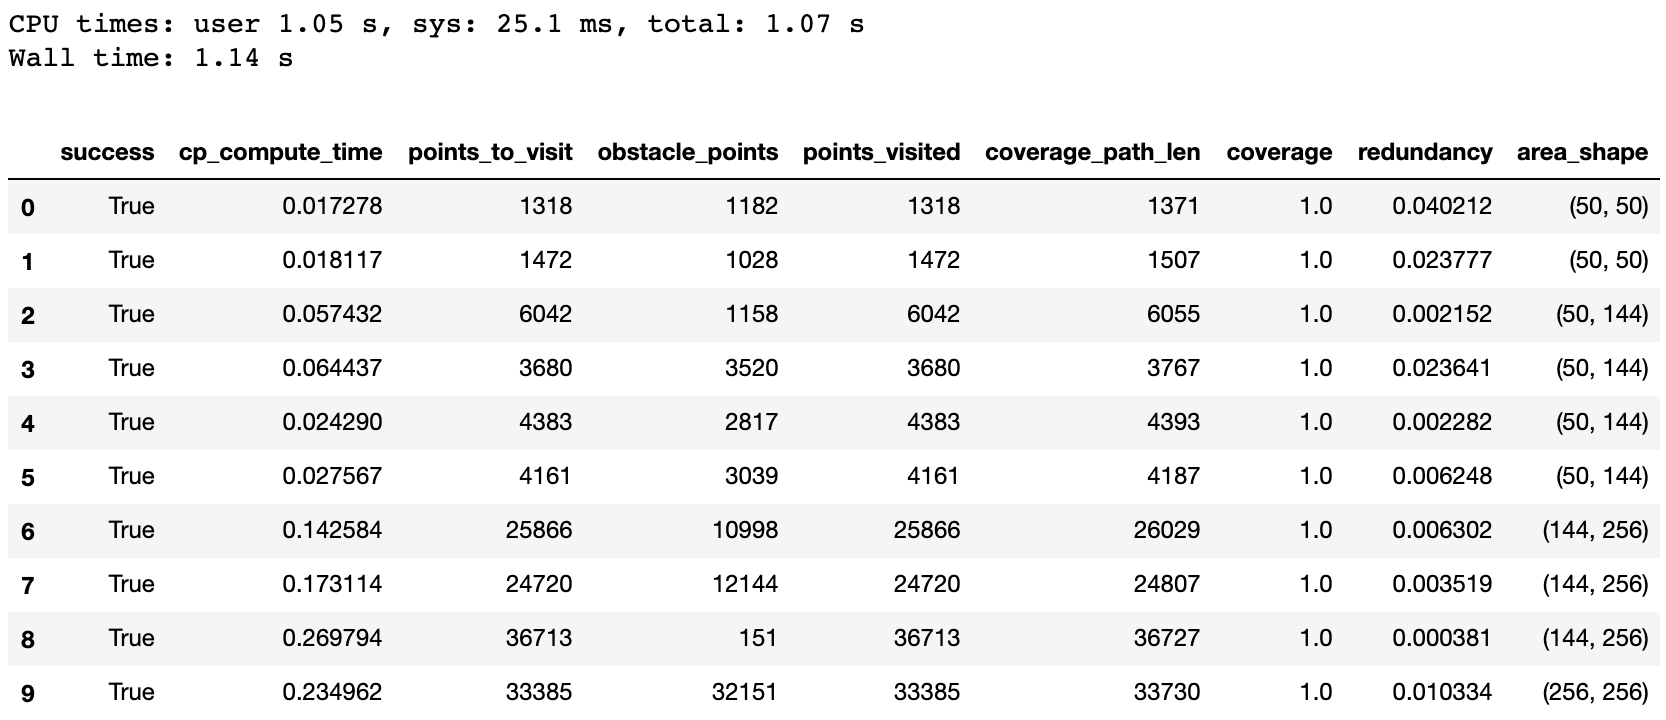 CPU times: user 1.05 s, sys: 25.1 ms, total: 1.07 s
Wall time: 1.14 s
success cp_compute_time points_to_visit obstacle_points points_visited coverage_path_len coverage redundancy area_shape
0 True 0.017278 1318 1182 1318 1371 1.0 0.040212 (50, 50)
1 True 0.018117 1472 1028 1472 1507 1.0 0.023777 (50, 50)
2 True 0.057432 6042 1158 6042 6055 1.0 0.002152 (50, 144)
3 True 0.064437 3680 3520 3680 3767 1.0 0.023641 (50, 144)
4 True 0.024290 4383 2817 4383 4393 1.0 0.002282 (50, 144)
5 True 0.027567 4161 3039 4161 4187 1.0 0.006248 (50, 144)
6 True 0.142584 25866 10998 25866 26029 1.0 0.006302 (144, 256)
7 True 0.173114 24720 12144 24720 24807 1.0 0.003519 (144, 256)
8 True 0.269794 36713 151 36713 36727 1.0 0.000381 (144, 256)
9 True 0.234962 33385 32151 33385 33730 1.0 0.010334 (256, 256)